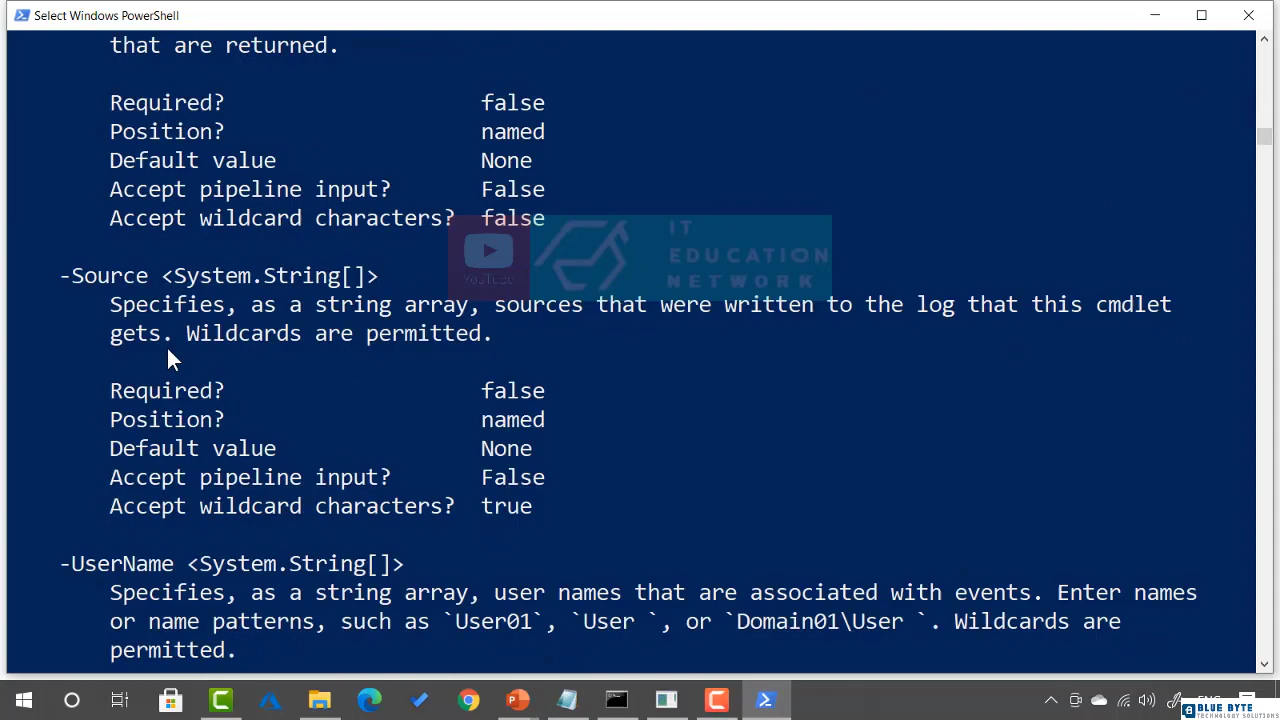 Select Windows PowerShell
that are returned.
Required? false
Position? named
Default value None
Accept pipeline input? False
Accept wildcard characters? false
YouTube
IT
EDUCATION
NETWORK
-Source <System.String[]>
Specifies, as a string array, sources that were written to the log that this cmdlet
gets. Wildcards are permitted.
Required? false
Position? named
Default value None
Accept pipeline input? False
Accept wildcard characters? true
-UserName <System.String[]>
Specifies, as a string array, user names that are associated with events. Enter names
or name patterns, such as `User01`, `User `, or `Domain01\User `. Wildcards are
permitted.
ENG
BLUE BYTE
TECHNOLOGY SOLUTIONS